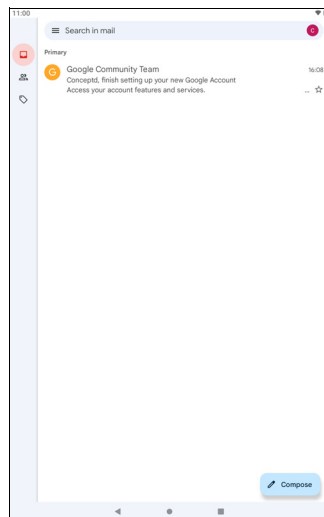 11:00
Search in mail
C
Primary
G
Google Community Team
16:08
Conceptd, finish setting up your new Google Account
Access your account features and services.
...
Compose